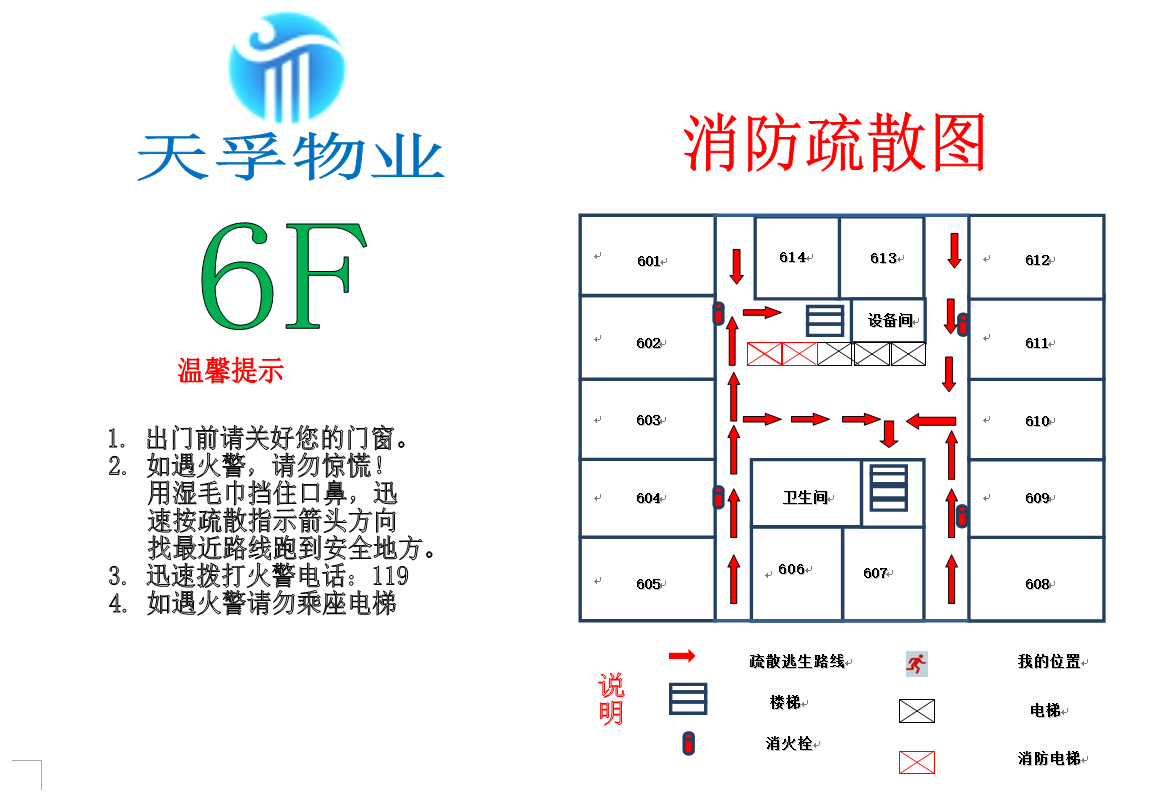 天孚物业
6F
温馨提示
1. 出门前请关好您的门窗。
2. 如遇火警，请勿惊慌！
用湿毛巾挡住口鼻，迅
速按疏散指示箭头方向
找最近路线跑到安全地方。
3. 迅速拨打火警电话：119
4. 如遇火警请勿乘座电梯
消防疏散图
601
614
613
612
602
设备间
611
603
610
604
卫生间
609
605
606
607
608
说明
疏散逃生路线
我的位置
楼梯
电梯
消火栓
消防电梯